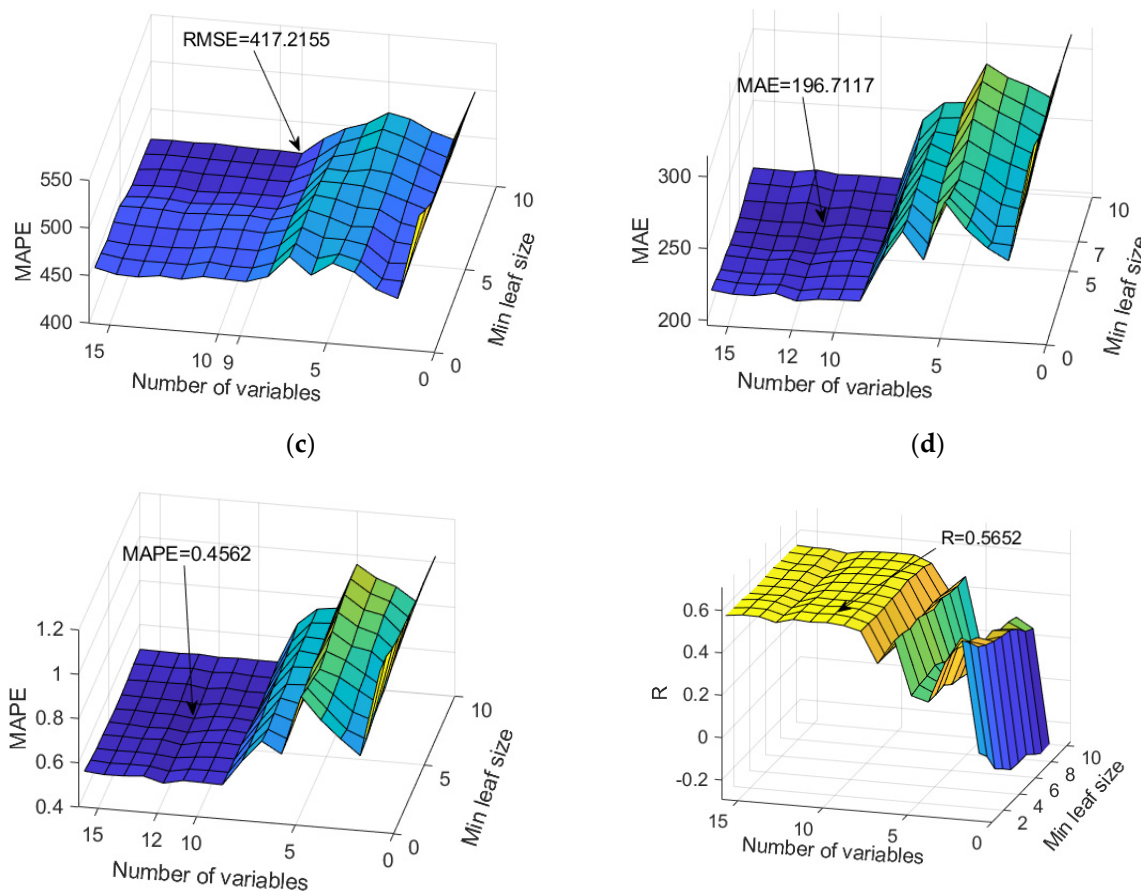 RMSE=417.2155
550
500
450
400
MAPE
15
10
9
5
0
Number of variables
0
5
10
Min leaf size
MAE=196.7117
300
250
200
MAE
15
12
10
5
0
Number of variables
0
5
7
10
Min leaf size
(c)
(d)
MAPE=0.4562
1.2
1
0.8
0.6
0.4
MAPE
15
12
10
5
0
Number of variables
0
5
10
Min leaf size
R=0.5652
0.6
0.4
0.2
0
-0.2
R
15
10
5
0
Number of variables
2
4
6
8
10
Min leaf size